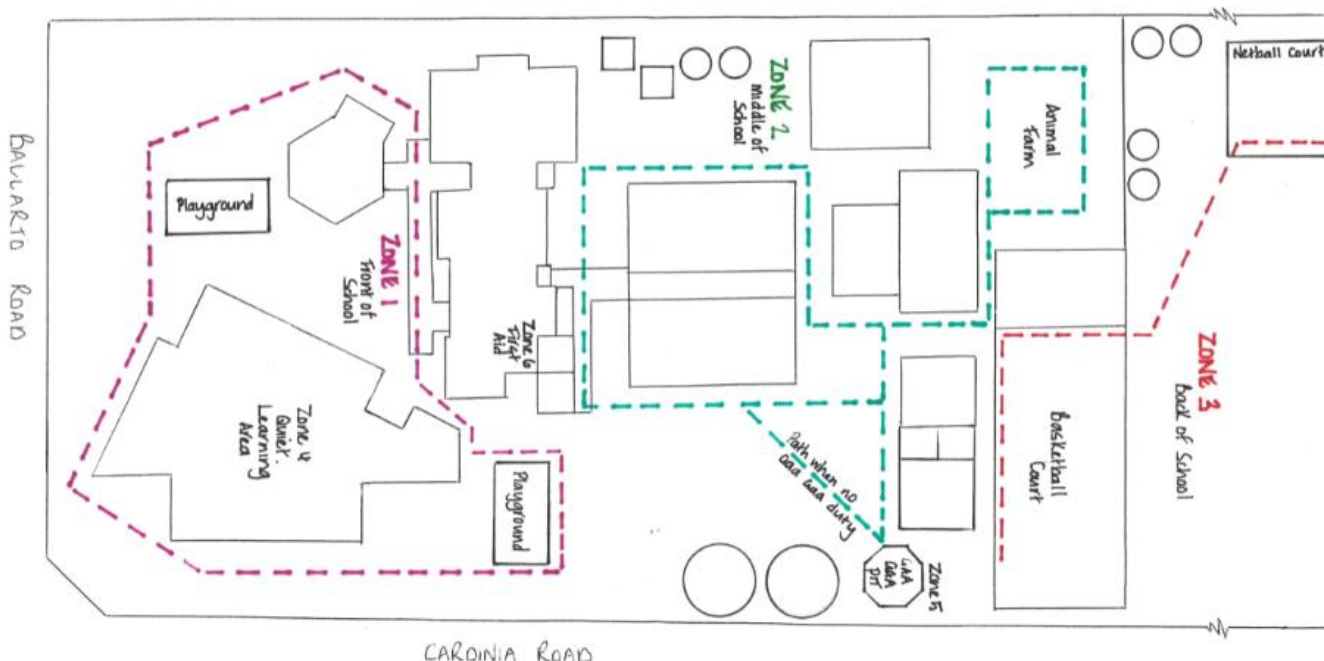 BALLARTO ROAD
Playground
ZONE 1
Front of
School
Zone 4
Quiet.
Learning
Area
Playground
Zone 6
First
Aid
ZONE 2
Middle of
School
Path when no
gaa gaa duty
GAA
GAA
PIT
Zone 5
Animal
Farm
Basketball
Court
Netball Court
ZONE 3
Back of School
CARDINIA ROAD